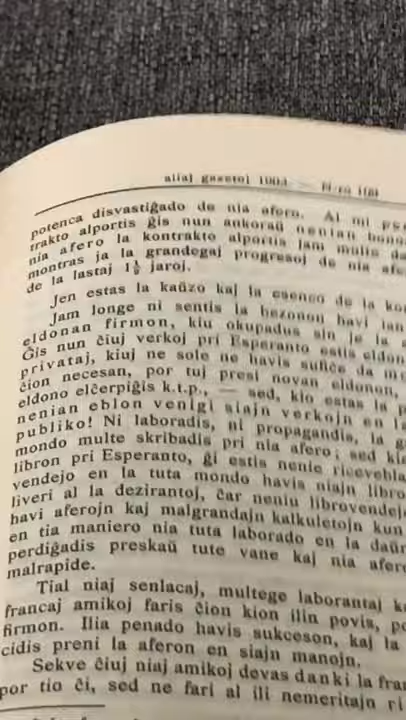 aliaj gazetoj 1903 —
potenca disvastiĝado de nia afero. Al mi
trakto alportis ĝis nun ankoraŭ nenian
nia afero la kontrakto alportis jam multe da
montras ja la grandegaj progresoj de nia
de la lastaj 1½ jaroj.
Jen estas la kaŭzo kaj la esenco de la
Jam longe ni sentis la bezonon havi
eldonan firmon, kiu okupadus sin je la
Ĝis nun ĉiuj verkoj pri Esperanto estis
privataj, kiuj ne sole ne havis sufiĉe da
ĉion necesan, por tuj presi novan eldonon,
eldono elĉerpiĝis k.t.p., — sed, kio estas la
nenian eblon venigi siajn verkojn en
publiko! Ni laboradis, ni propagandis, la
mondo multe skribadis pri nia afero; sed
libron pri Esperanto, ĝi estis nenie
vendejo en la tuta mondo havis niajn
liveri al la dezirantoj, ĉar neniu
havi aferojn kaj malgrandajn kalkuletojn kun
en tia maniero nia tuta laborado en la
perdiĝadis preskaŭ tute vane kaj nia
malrapide.
Tial niaj senlacaj, multege laborantaj
francaj amikoj faris ĉion kion ili povis,
firmon. Ilia penado havis sukceson, kaj la
cidis preni la aferon en siajn manojn.
Sekve ĉiuj niaj amikoj devas danki la
por tio ĉi, sed ne fari al ili nemeritajn